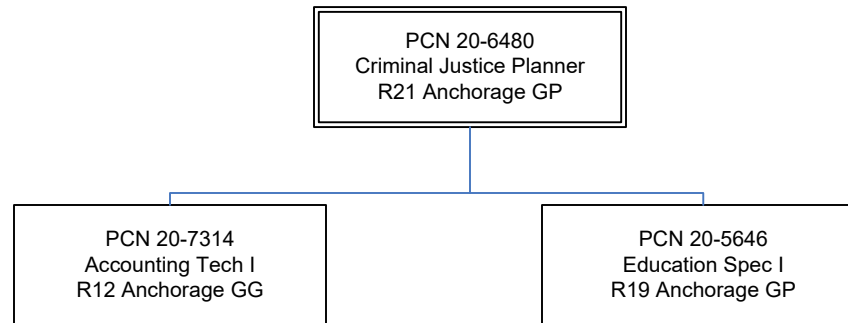 PCN 20-6480
Criminal Justice Planner
R21 Anchorage GP
PCN 20-7314
Accounting Tech I
R12 Anchorage GG
PCN 20-5646
Education Spec I
R19 Anchorage GP